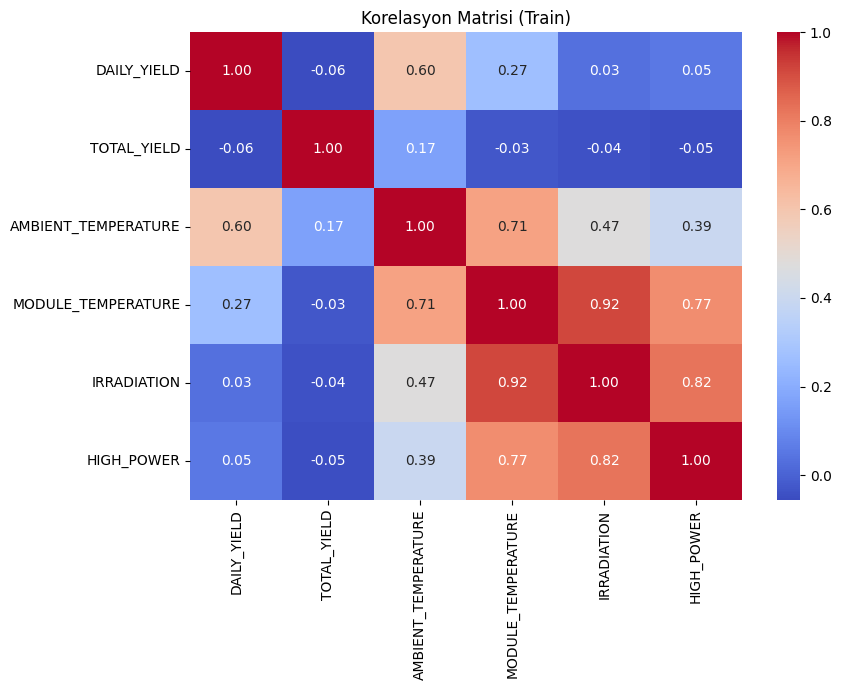 Korelasyon Matrisi (Train)
DAILY_YIELD 1.00 -0.06 0.60 0.27 0.03 0.05
TOTAL_YIELD -0.06 1.00 0.17 -0.03 -0.04 -0.05
AMBIENT_TEMPERATURE 0.60 0.17 1.00 0.71 0.47 0.39
MODULE_TEMPERATURE 0.27 -0.03 0.71 1.00 0.92 0.77
IRRADIATION 0.03 -0.04 0.47 0.92 1.00 0.82
HIGH_POWER 0.05 -0.05 0.39 0.77 0.82 1.00
DAILY_YIELD
TOTAL_YIELD
AMBIENT_TEMPERATURE
MODULE_TEMPERATURE
IRRADIATION
HIGH_POWER
1.0
0.8
0.6
0.4
0.2
0.0